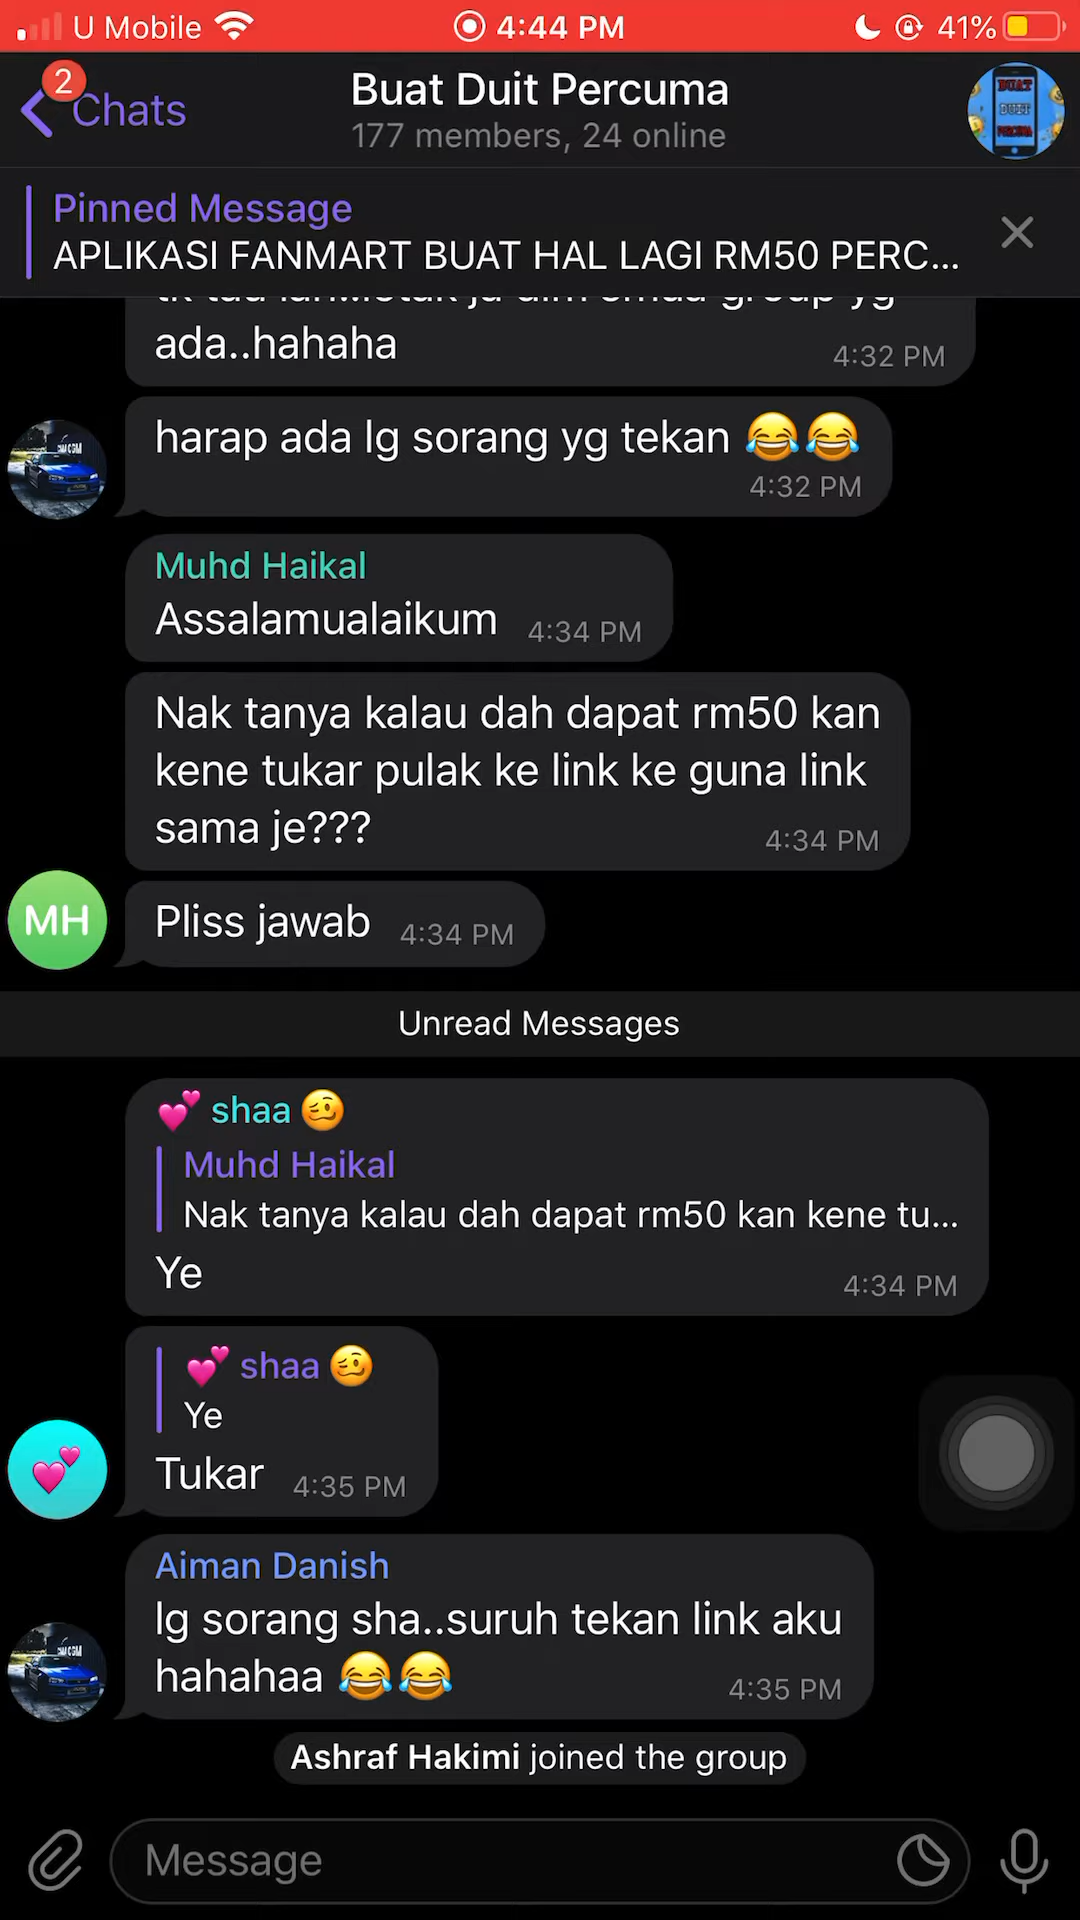 U Mobile 4:44 PM 41%
2
Chats
Buat Duit Percuma
177 members, 24 online
BUAT
DUIT
PERCUMA
Pinned Message
APLIKASI FANMART BUAT HAL LAGI RM50 PERC...
ada..hahaha
4:32 PM
harap ada lg sorang yg tekan 😂😂
4:32 PM
Muhd Haikal
Assalamualaikum 4:34 PM
Nak tanya kalau dah dapat rm50 kan
kene tukar pulak ke link ke guna link
sama je???
4:34 PM
MH
Pliss jawab 4:34 PM
Unread Messages
💕 shaa 🥴
Muhd Haikal
Nak tanya kalau dah dapat rm50 kan kene tu...
Ye
4:34 PM
💕 shaa 🥴
Ye
Tukar 4:35 PM
Aiman Danish
lg sorang sha..suruh tekan link aku
hahahaa 😂😂
4:35 PM
Ashraf Hakimi joined the group
Message